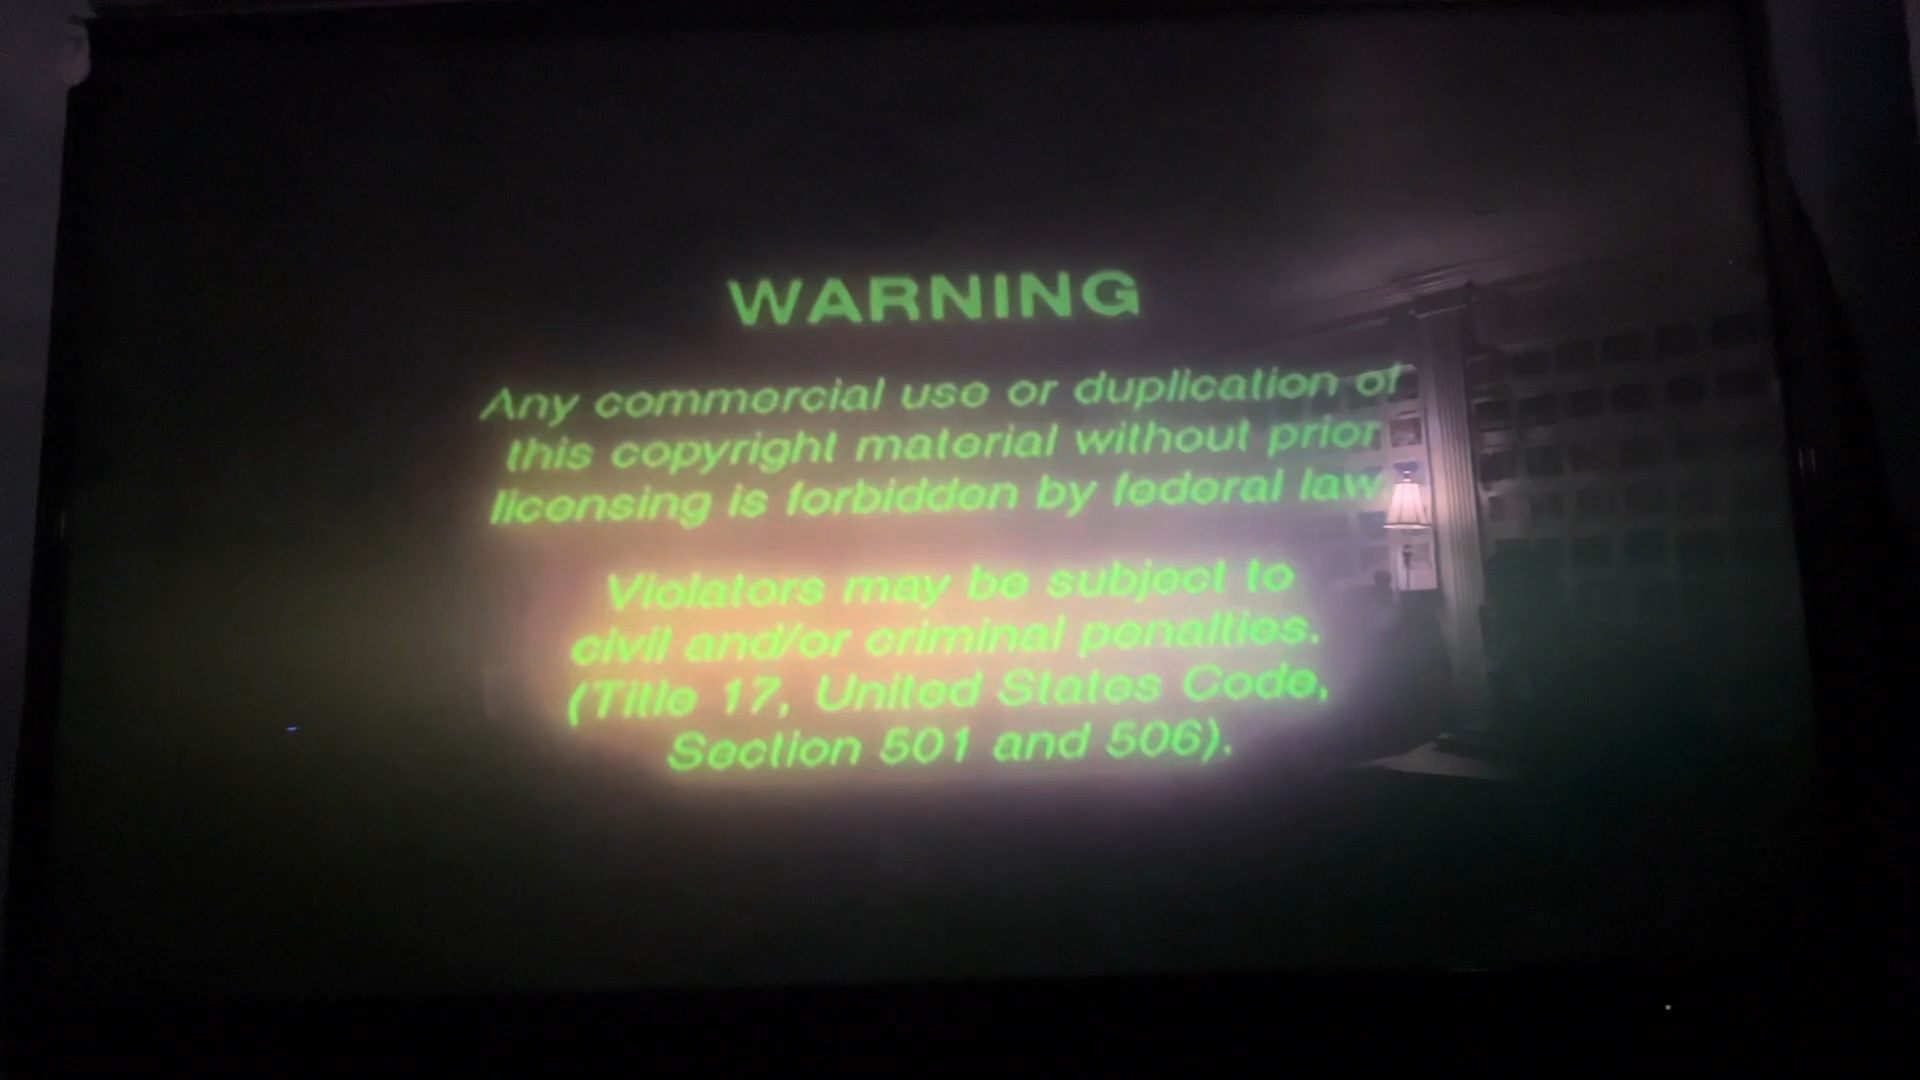 WARNING
Any commercial use or duplication of
this copyright material without prior
licensing is forbidden by federal law
Violators may be subject to
civil and/or criminal penalties.
(Title 17, United States Code,
Section 501 and 506).